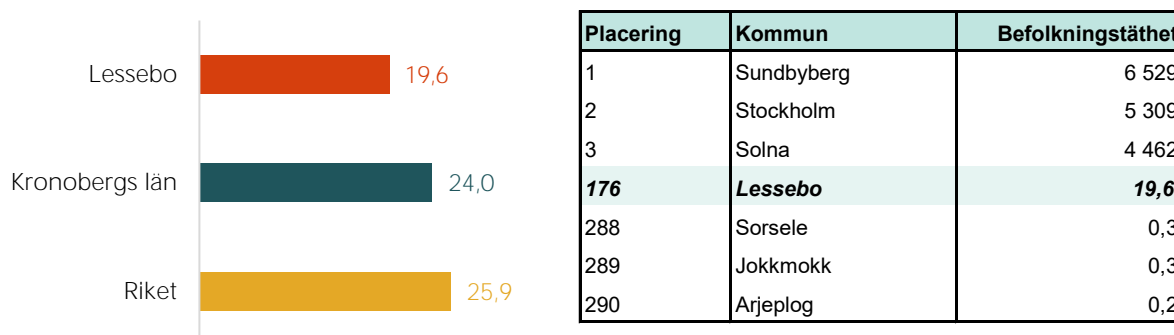 Lessebo 19,6
Kronobergs län 24,0
Riket 25,9
Placering Kommun Befolkningstäthet
1 Sundbyberg 6 529
2 Stockholm 5 309
3 Solna 4 462
176 Lessebo 19,6
288 Sorsele 0,3
289 Jokkmokk 0,3
290 Arjeplog 0,2